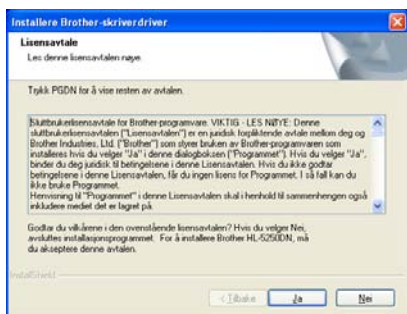 Installere Brother-skriverdriver
Lisensavtale
Les denne lisensavtalen nøye.
Trykk PGDN for å vise resten av avtalen.
Sluttbrukerlisensavtale for Brother-programvare. VIKTIG - LES NØYE: Denne
sluttbrukerlisensavtalen ("Lisensavtalen") er en juridisk forpliktende avtale mellom deg og
Brother Industries, Ltd. ("Brother") som styrer bruken av Brother-programvaren som
installeres hvis du velger "Ja" i denne dialogboksen ("Programmet"). Hvis du velger "Ja",
binder du deg juridisk til betingelsene i denne Lisensavtalen. Hvis du ikke godtar
betingelsene i denne Lisensavtalen, får du ingen lisens for Programmet. I så fall kan du
ikke bruke Programmet.
Henvisning til "Programmet" i denne Lisensavtalen skal i henhold til sammenhengen også
inkludere mediet det er lagret på.
Godtar du vilkårene i den ovenstående lisensavtalen? Hvis du velger Nei,
avsluttes installasjonsprogrammet. For å installere Brother HL-5250DN, må
du akseptere denne avtalen.
InstallShield
< Tilbake
Ja
Nei